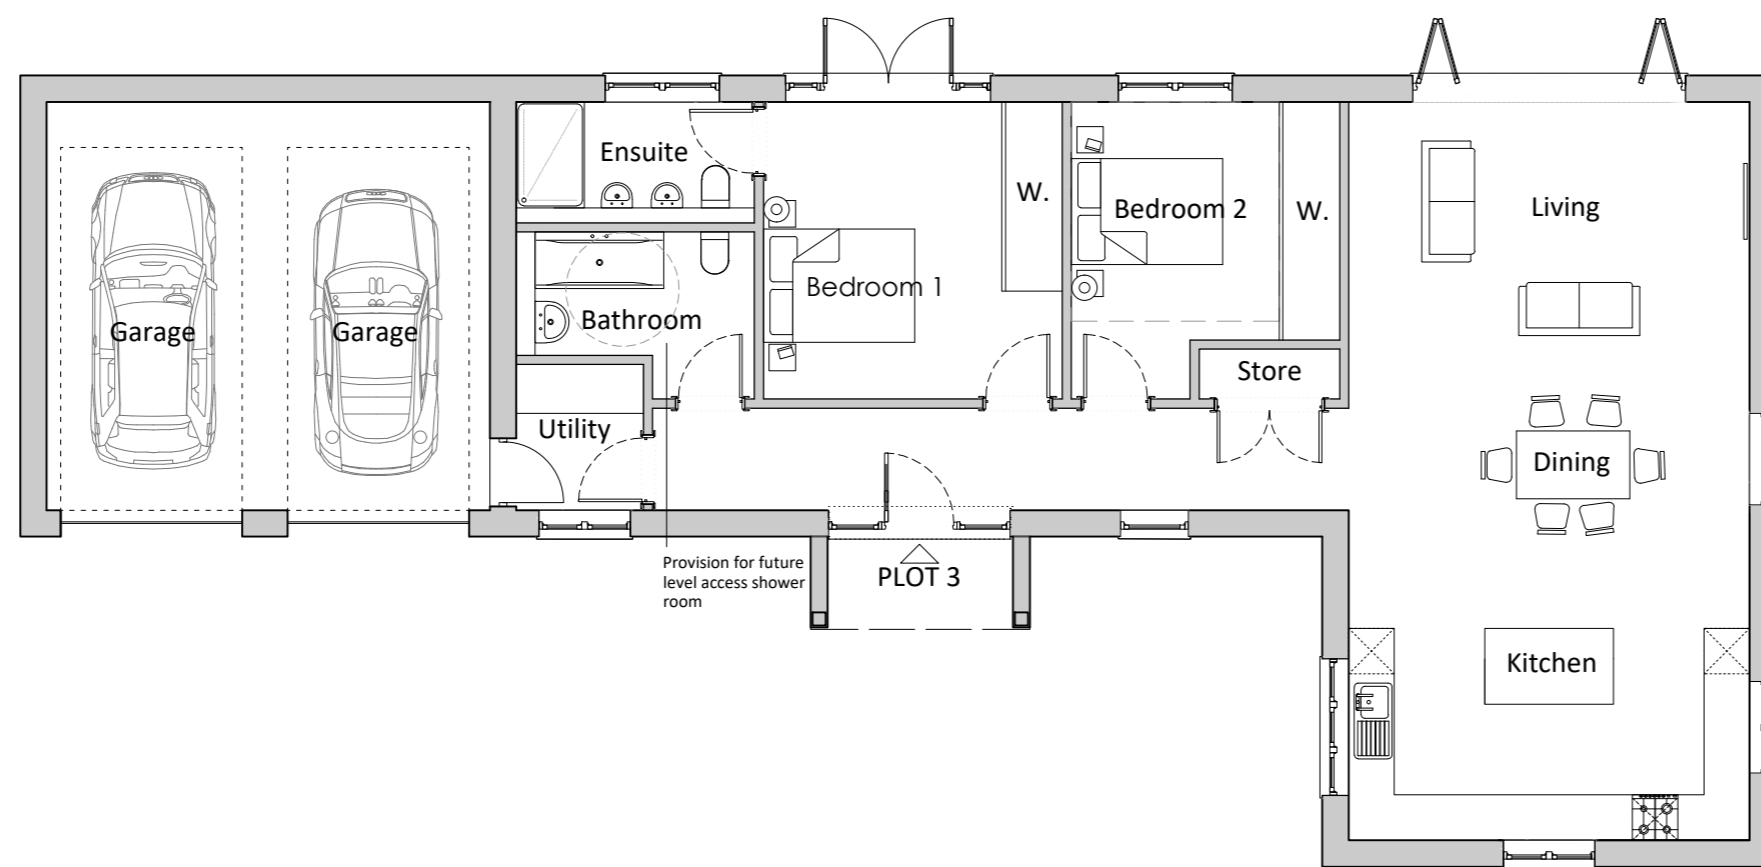 Ensuite
W.
Bedroom 2
W.
Living
Bedroom 1
Garage
Garage
Bathroom
Store
Utility
Dining
Provision for future
level access shower
room
PLOT 3
Kitchen